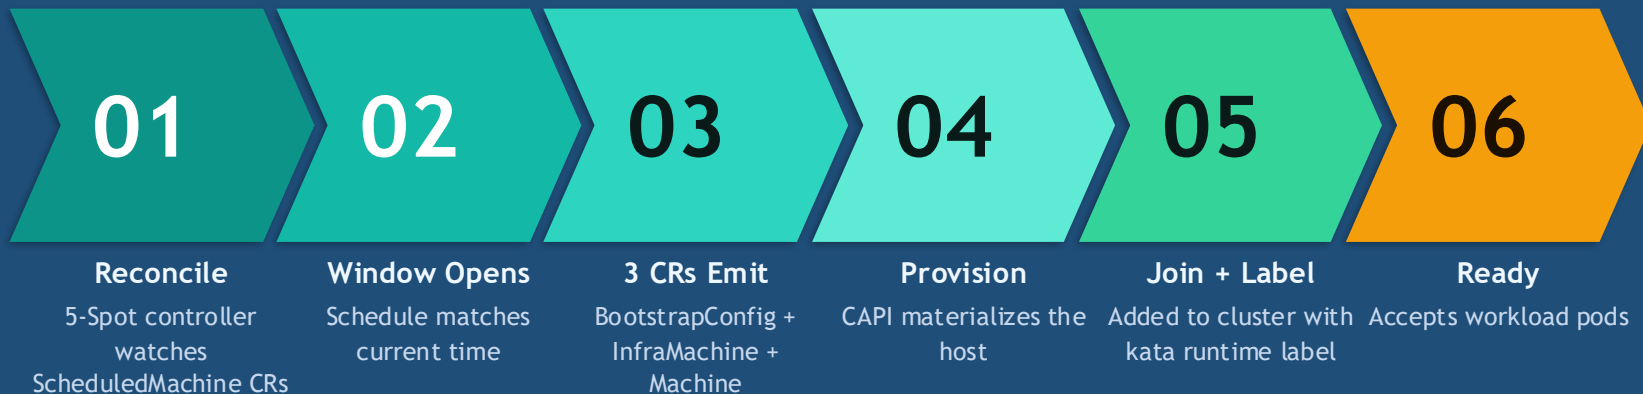 01
02
03
04
05
06
Reconcile
5-Spot controller
watches
ScheduledMachine CRs
Window Opens
Schedule matches
current time
3 CRs Emit
BootstrapConfig +
InfraMachine +
Machine
Provision
CAPI materializes the
host
Join + Label
Added to cluster with
kata runtime label
Ready
Accepts workload pods